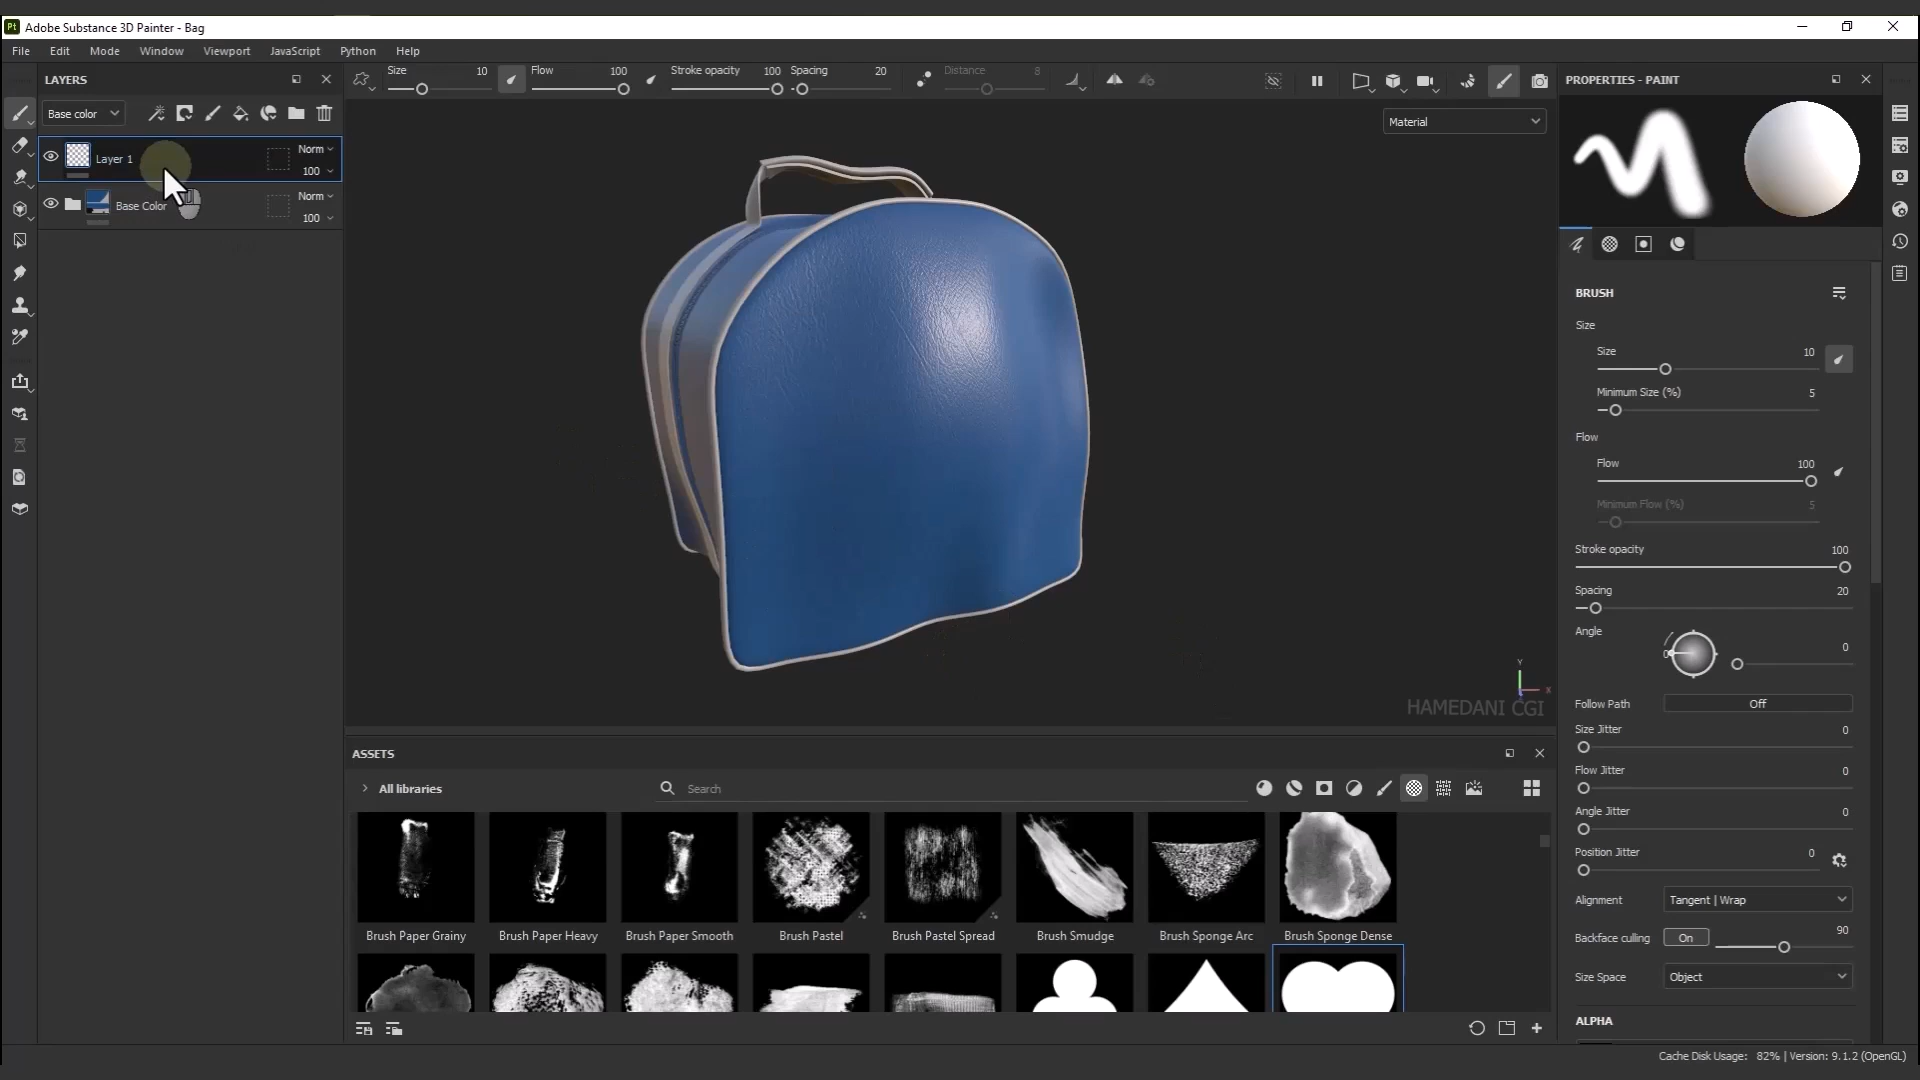 Pt Adobe Substance 3D Painter - Bag
File Edit Mode Window Viewport JavaScript Python Help
LAYERS
Size 10 Flow 100 Stroke opacity 100 Spacing 20 Distance 8
PROPERTIES - PAINT
Base color
Material
Layer 1 Norm 100
Base Color Norm 100
BRUSH
Size
Size 10
Minimum Size (%) 5
Flow
Flow 100
Minimum Flow (%) 5
Stroke opacity 100
Spacing 20
Angle 0
0
Follow Path Off
Size Jitter 0
Flow Jitter 0
Angle Jitter 0
Position Jitter 0
Alignment Tangent | Wrap
Backface culling On 90
Size Space Object
ALPHA
Y
X
HAMEDANI CGI
ASSETS
All libraries Search
Brush Paper Grainy Brush Paper Heavy Brush Paper Smooth Brush Pastel Brush Pastel Spread Brush Smudge Brush Sponge Arc Brush Sponge Dense
Cache Disk Usage: 82% | Version: 9.1.2 (OpenGL)